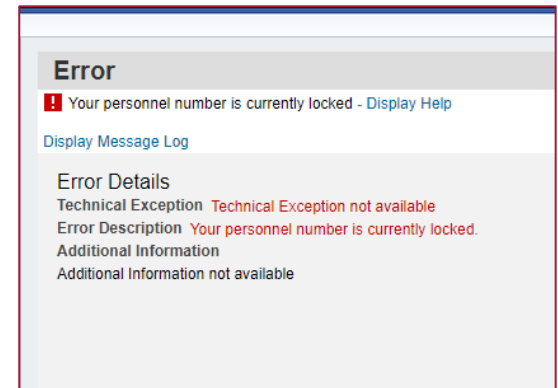 Error
Your personnel number is currently locked - Display Help
Display Message Log
Error Details
Technical Exception Technical Exception not available
Error Description Your personnel number is currently locked.
Additional Information
Additional Information not available